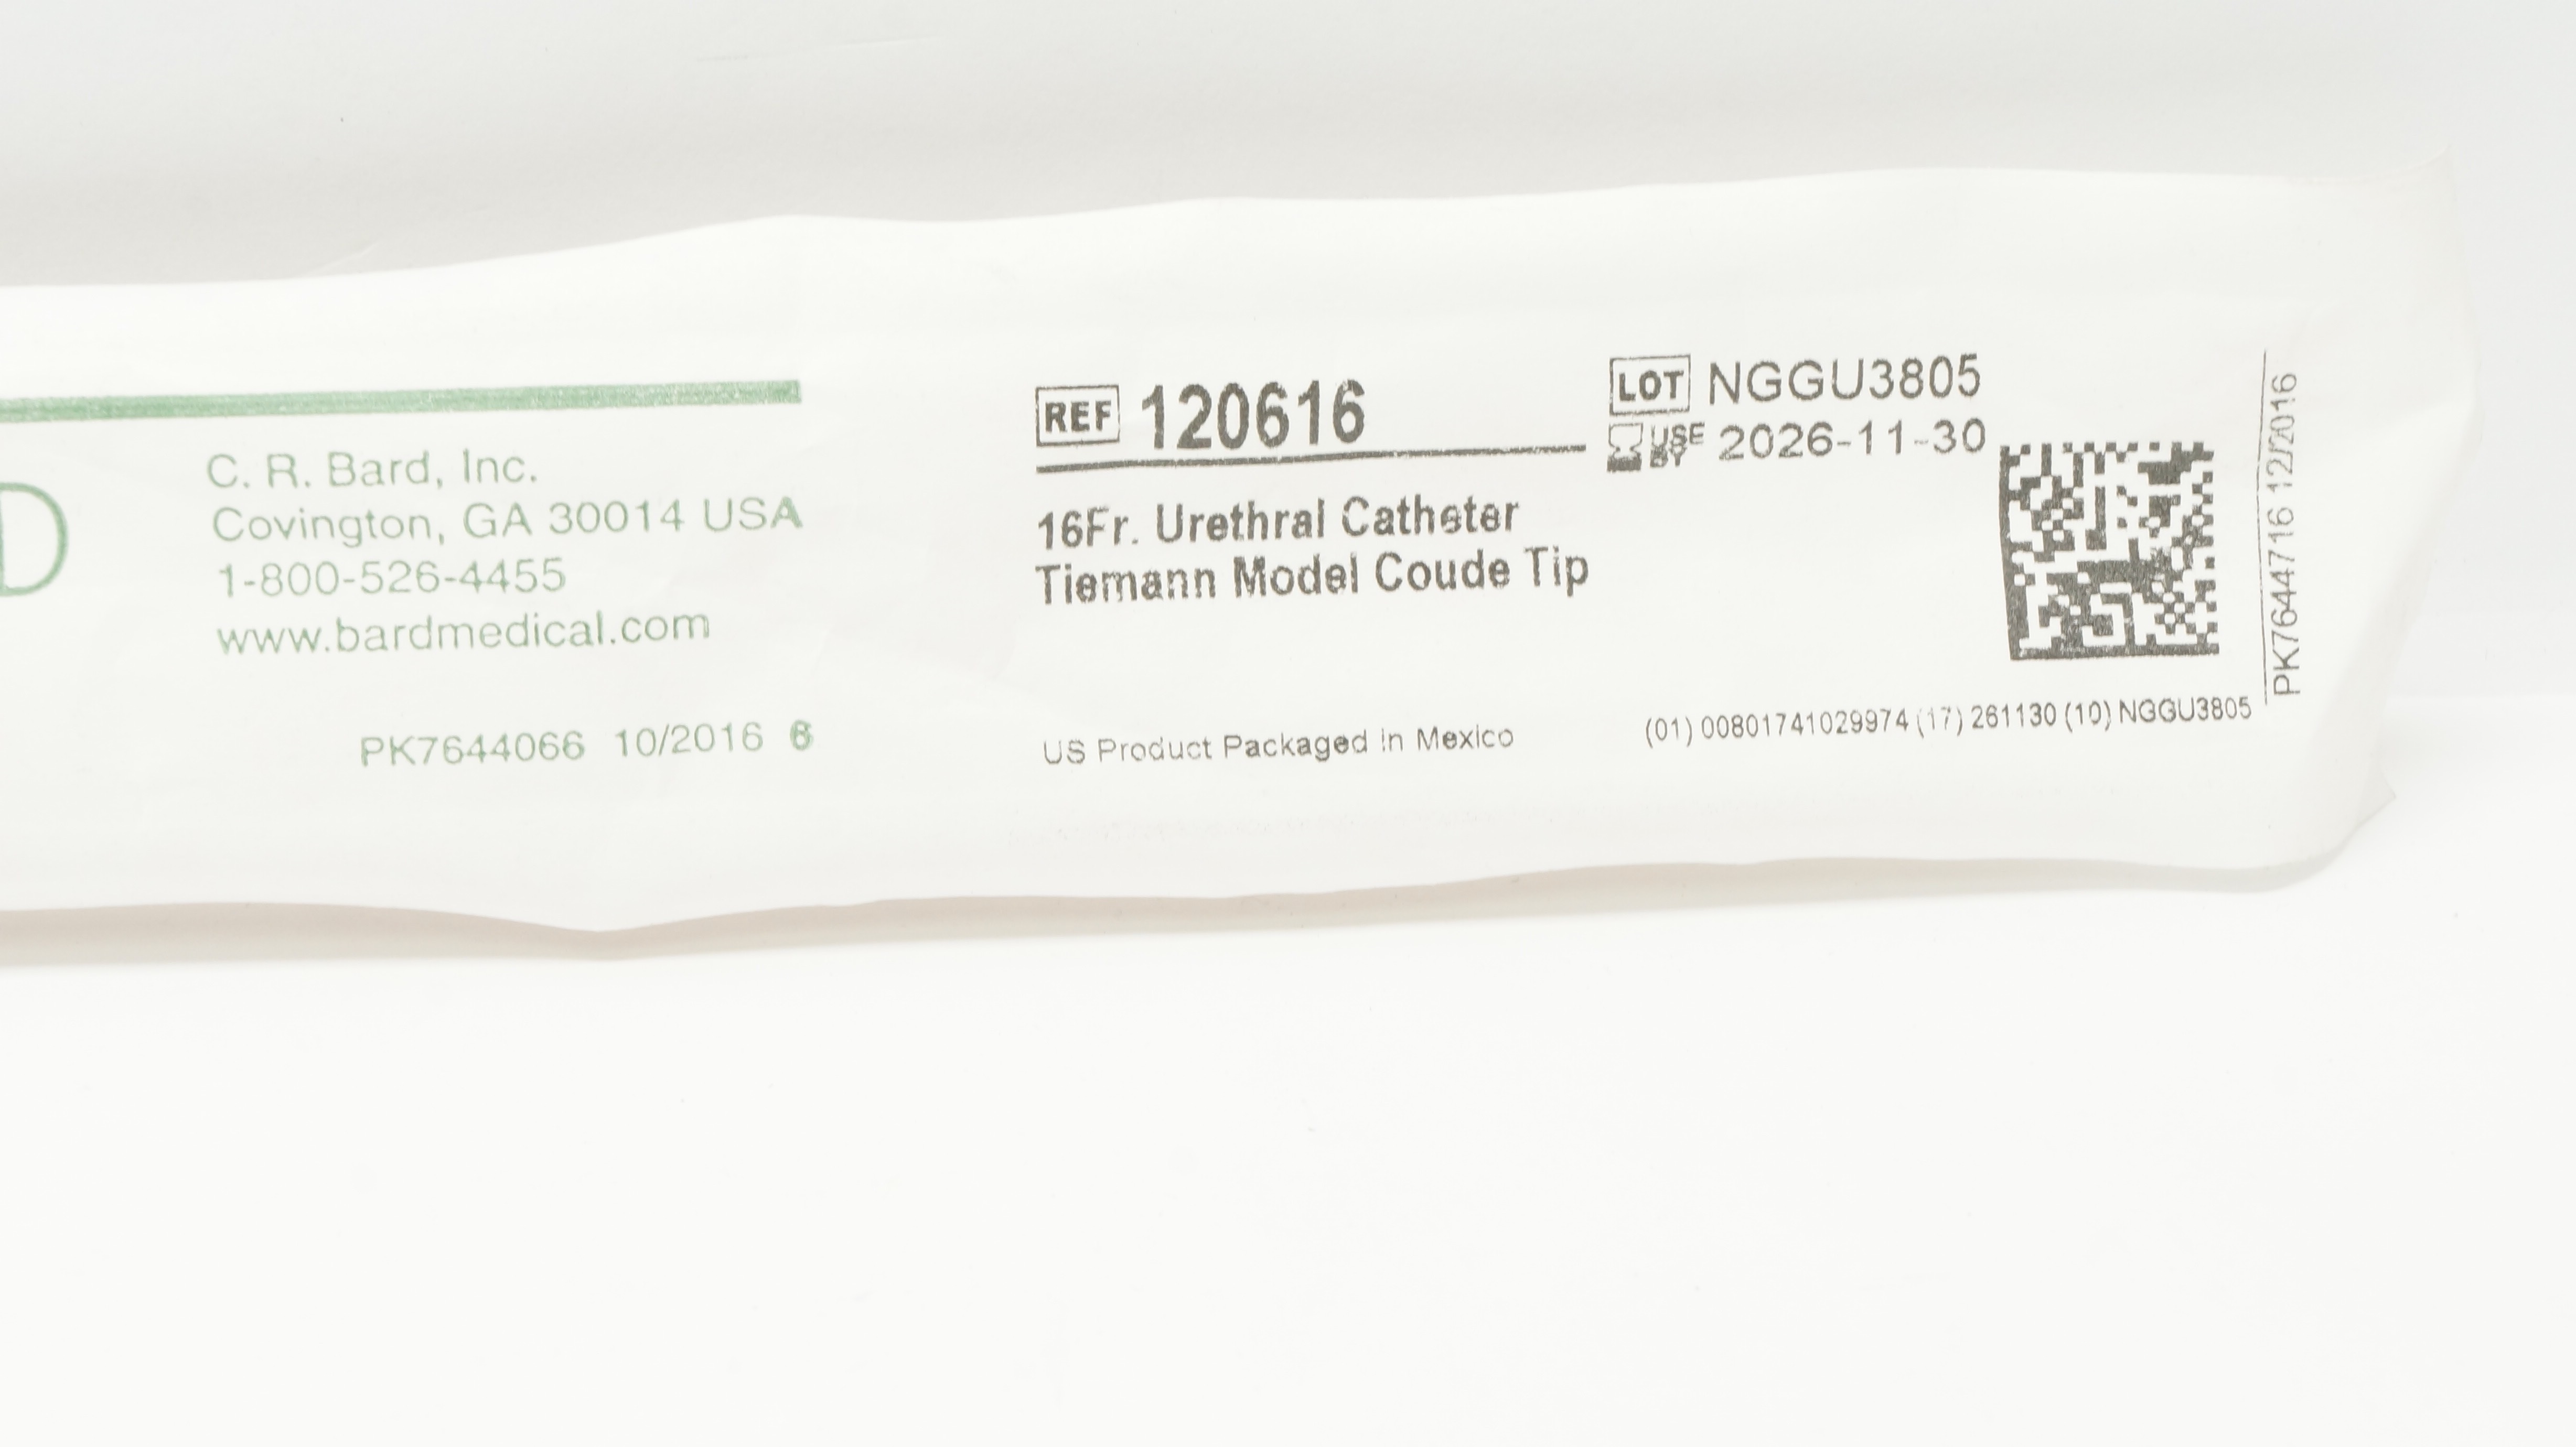 D
C. R. Bard, Inc.
Covington, GA 30014 USA
1-800-526-4455
www.bardmedical.com
PK7644066 10/2016 6
REF 120616
16Fr. Urethral Catheter
Tiemann Model Coude Tip
US Product Packaged in Mexico
LOT NGGU3805
USE BY 2026-11-30
(01) 00801741029974 (17) 261130 (10) NGGU3805
PK7644716 12/2016